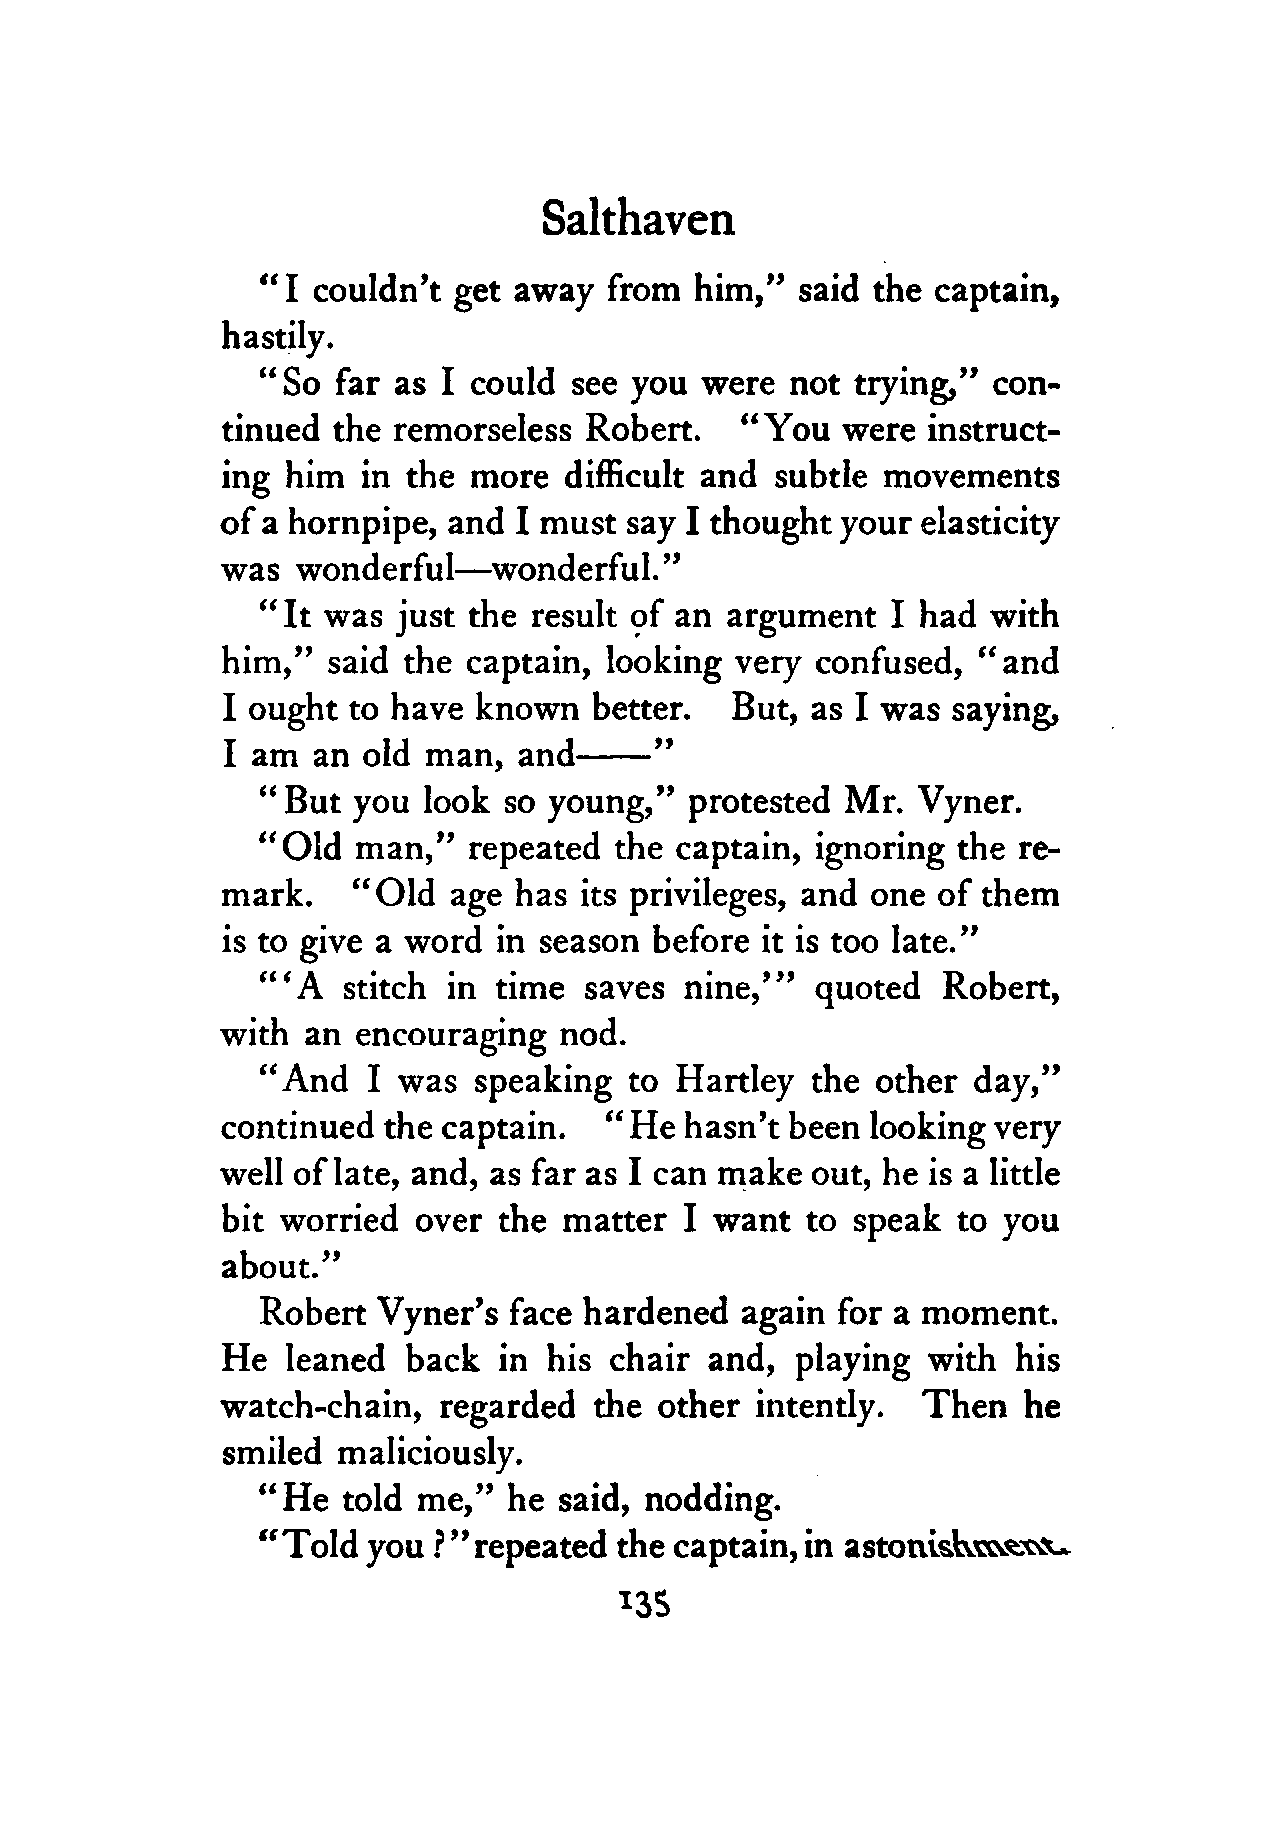 Salthaven
"I couldn't get away from him," said the captain,
hastily.
"So far as I could see you were not trying," con-
tinued the remorseless Robert. "You were instruct-
ing him in the more difficult and subtle movements
of a hornpipe, and I must say I thought your elasticity
was wonderful—wonderful."
"It was just the result of an argument I had with
him," said the captain, looking very confused, "and
I ought to have known better. But, as I was saying,
I am an old man, and——"
"But you look so young," protested Mr. Vyner.
"Old man," repeated the captain, ignoring the re-
mark. "Old age has its privileges, and one of them
is to give a word in season before it is too late."
"'A stitch in time saves nine,'" quoted Robert,
with an encouraging nod.
"And I was speaking to Hartley the other day,"
continued the captain. "He hasn't been looking very
well of late, and, as far as I can make out, he is a little
bit worried over the matter I want to speak to you
about."
Robert Vyner's face hardened again for a moment.
He leaned back in his chair and, playing with his
watch-chain, regarded the other intently. Then he
smiled maliciously.
"He told me," he said, nodding.
"Told you?" repeated the captain, in astonishment.
135